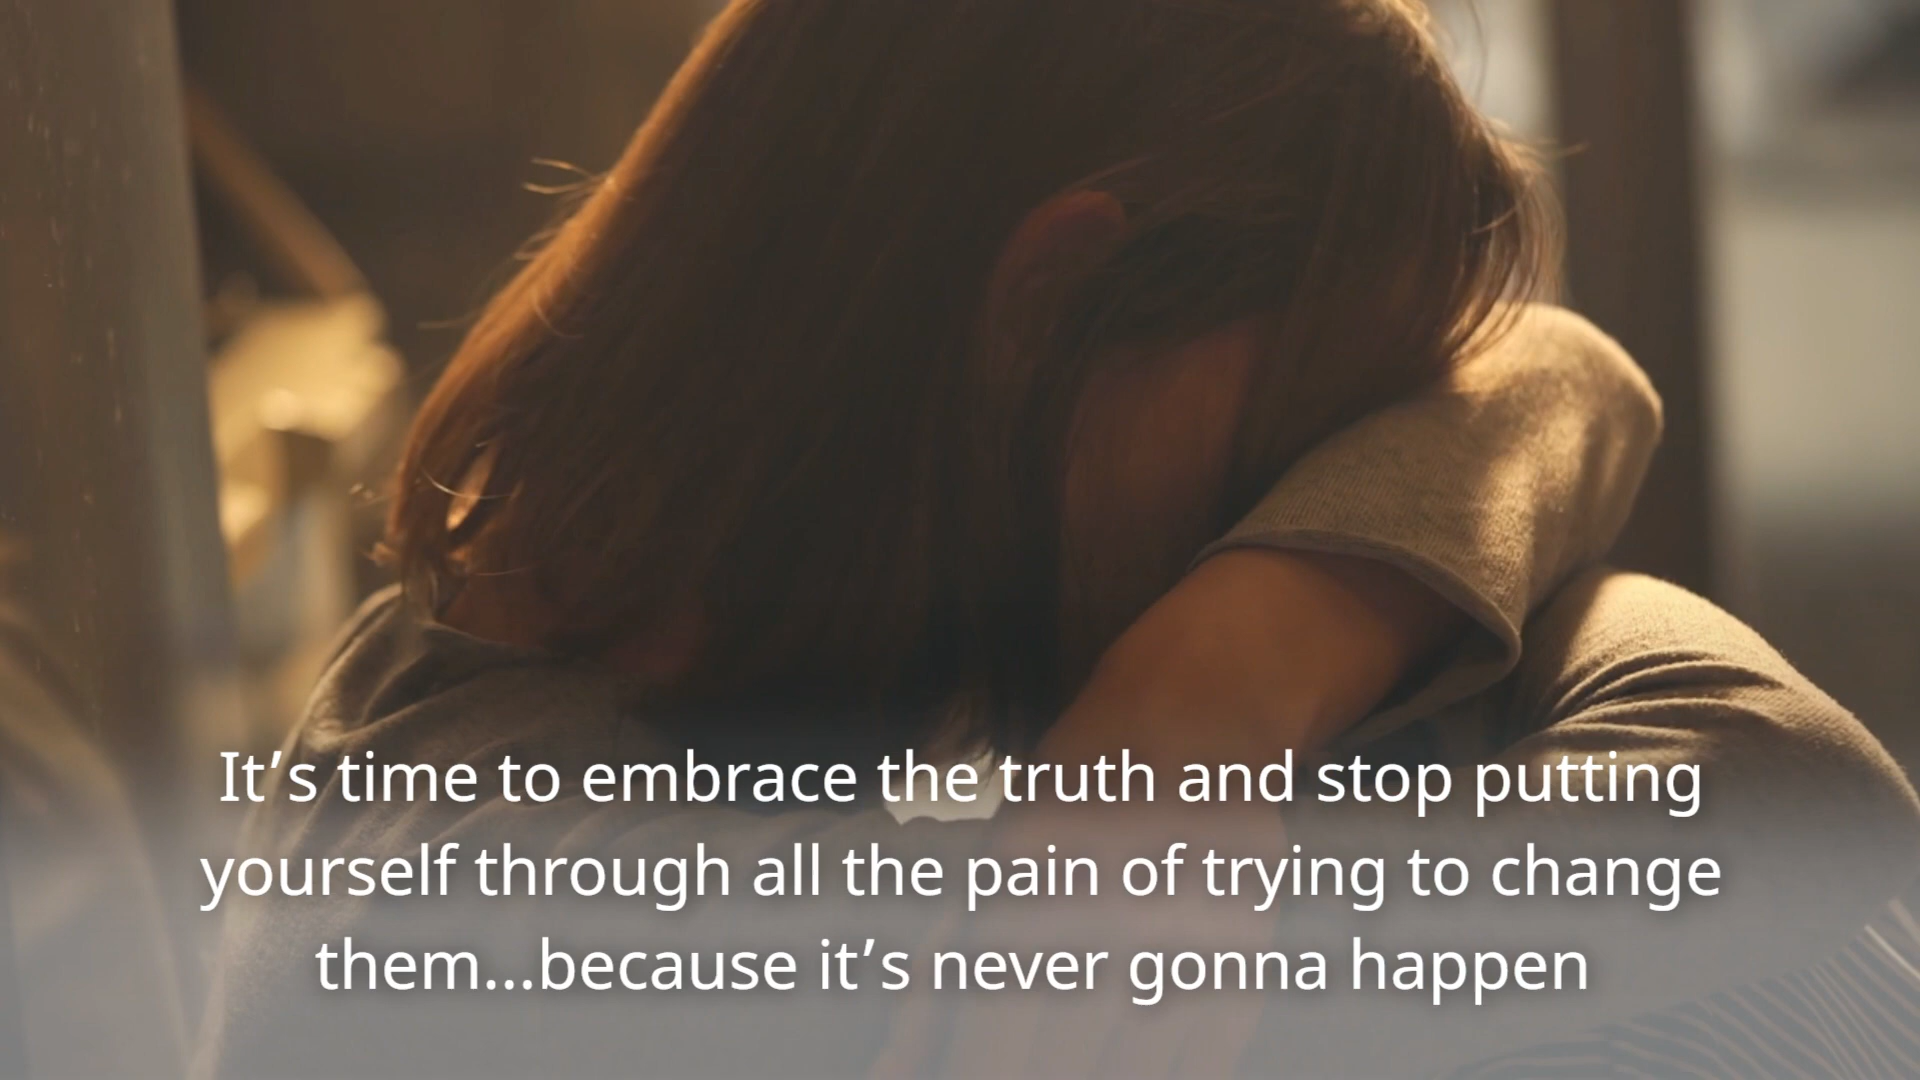 It’s time to embrace the truth and stop putting
yourself through all the pain of trying to change
them...because it’s never gonna happen